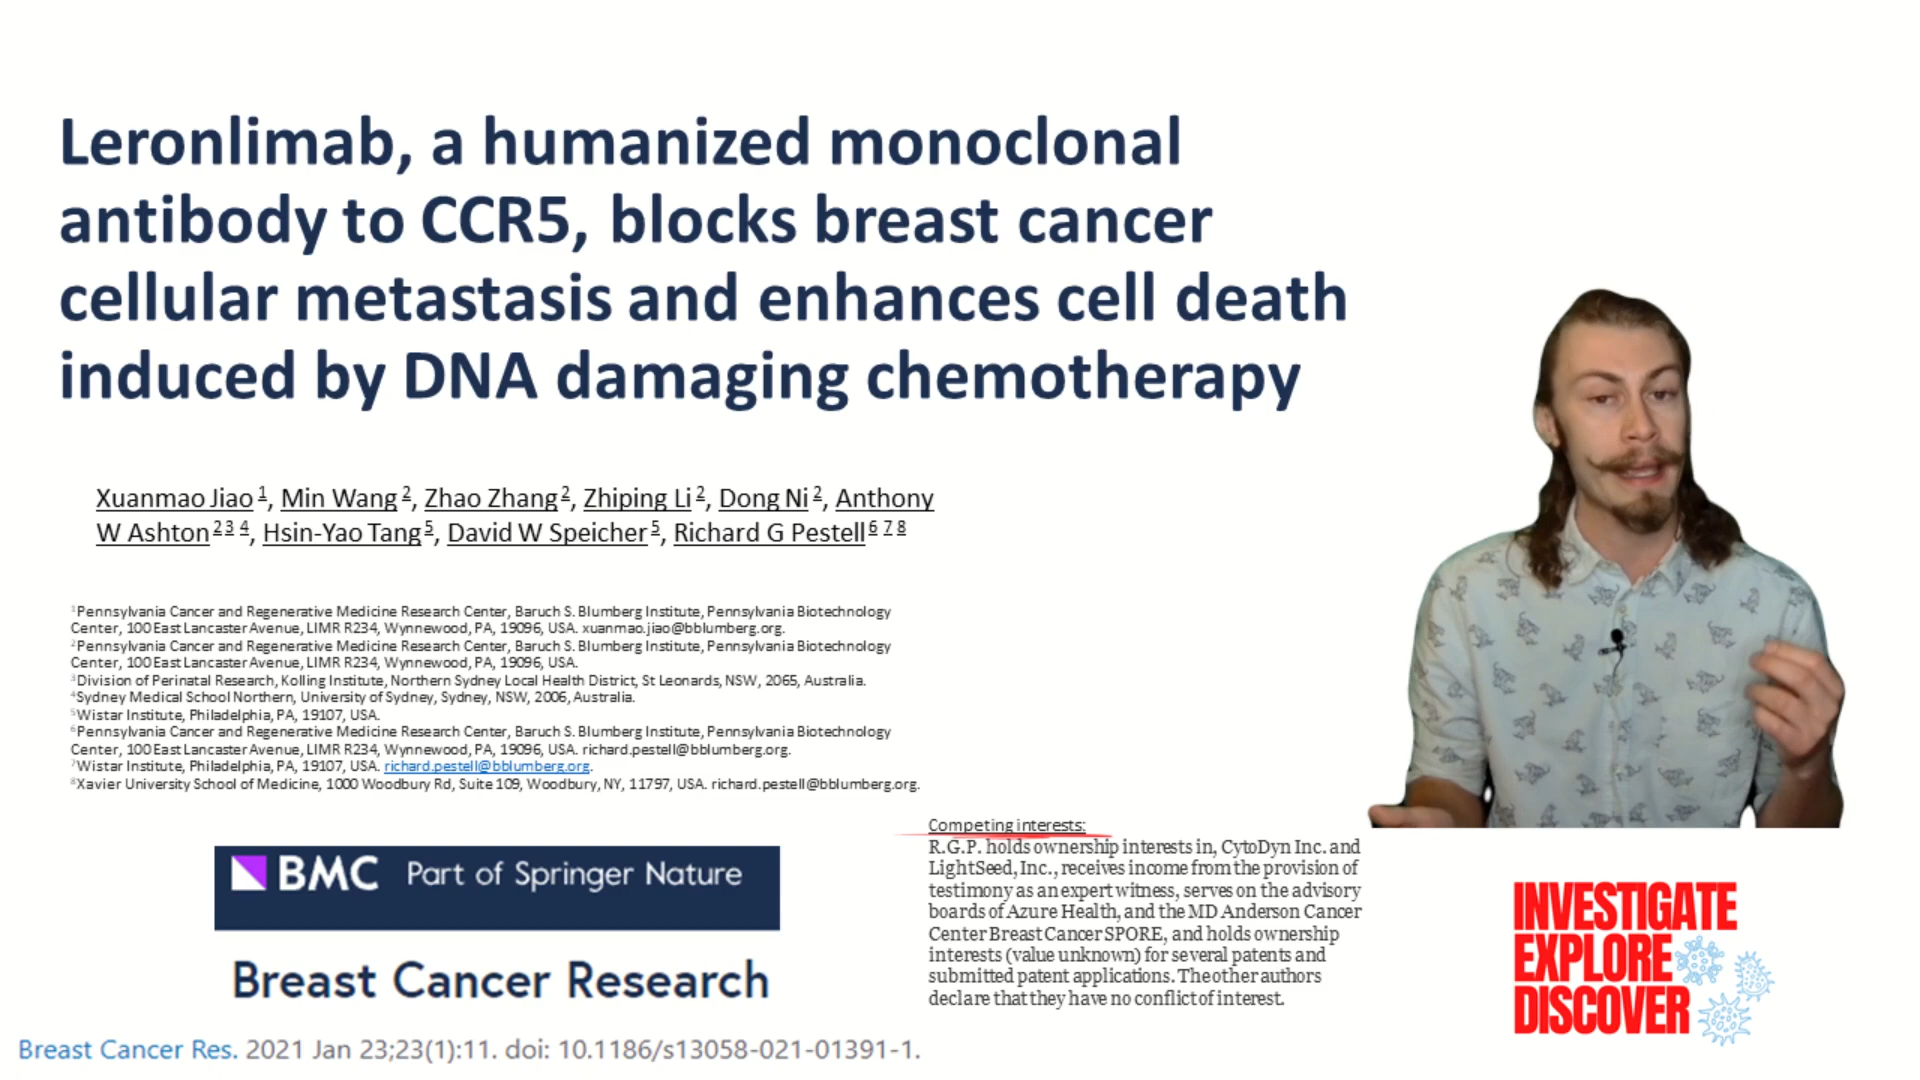 Leronlimab, a humanized monoclonal
antibody to CCR5, blocks breast cancer
cellular metastasis and enhances cell death
induced by DNA damaging chemotherapy
Xuanmao Jiao 1, Min Wang 2, Zhao Zhang 2, Zhiping Li 2, Dong Ni 2, Anthony
W Ashton 2 3 4, Hsin-Yao Tang 5, David W Speicher 5, Richard G Pestell 6 7 8
1Pennsylvania Cancer and Regenerative Medicine Research Center, Baruch S. Blumberg Institute, Pennsylvania Biotechnology
Center, 100 East Lancaster Avenue, LIMR R234, Wynnewood, PA, 19096, USA. xuanmao.jiao@bblumberg.org.
2Pennsylvania Cancer and Regenerative Medicine Research Center, Baruch S. Blumberg Institute, Pennsylvania Biotechnology
Center, 100 East Lancaster Avenue, LIMR R234, Wynnewood, PA, 19096, USA.
3Division of Perinatal Research, Kolling Institute, Northern Sydney Local Health District, St Leonards, NSW, 2065, Australia.
4Sydney Medical School Northern, University of Sydney, Sydney, NSW, 2006, Australia.
5Wistar Institute, Philadelphia, PA, 19107, USA.
6Pennsylvania Cancer and Regenerative Medicine Research Center, Baruch S. Blumberg Institute, Pennsylvania Biotechnology
Center, 100 East Lancaster Avenue, LIMR R234, Wynnewood, PA, 19096, USA. richard.pestell@bblumberg.org.
7Wistar Institute, Philadelphia, PA, 19107, USA. richard.pestell@bblumberg.org.
8Xavier University School of Medicine, 1000 Woodbury Rd, Suite 109, Woodbury, NY, 11797, USA. richard.pestell@bblumberg.org.
Competing interests:
R.G.P. holds ownership interests in, CytoDyn Inc. and
LightSeed, Inc., receives income from the provision of
testimony as an expert witness, serves on the advisory
boards of Azure Health, and the MD Anderson Cancer
Center Breast Cancer SPORE, and holds ownership
interests (value unknown) for several patents and
submitted patent applications. The other authors
declare that they have no conflict of interest.
BMC Part of Springer Nature
Breast Cancer Research
Breast Cancer Res. 2021 Jan 23;23(1):11. doi: 10.1186/s13058-021-01391-1.
INVESTIGATE
EXPLORE
DISCOVER